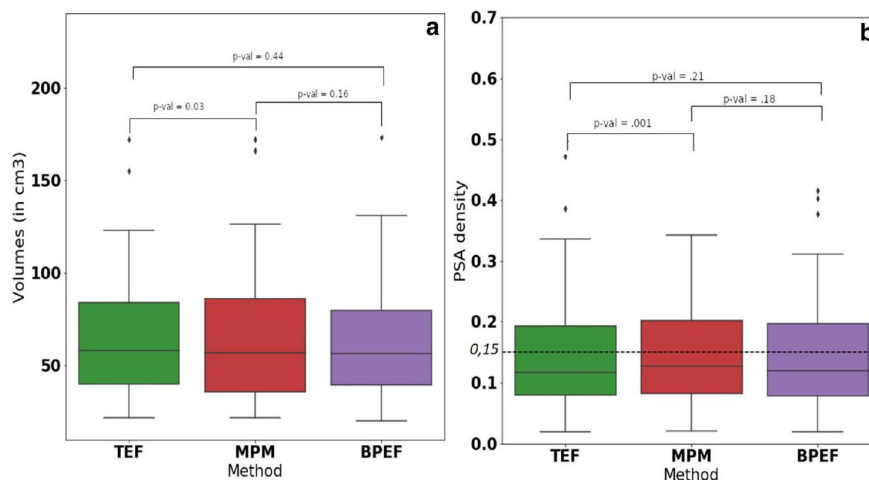 a
p-val = 0.44
p-val = 0.03
p-val = 0.16
Volumes (in cm3)
200
150
100
50
TEF
MPM
BPEF
Method
b
p-val = .21
p-val = .18
p-val = .001
PSA density
0.7
0.6
0.5
0.4
0.3
0.2
0,15
0.1
0.0
TEF
MPM
BPEF
Method